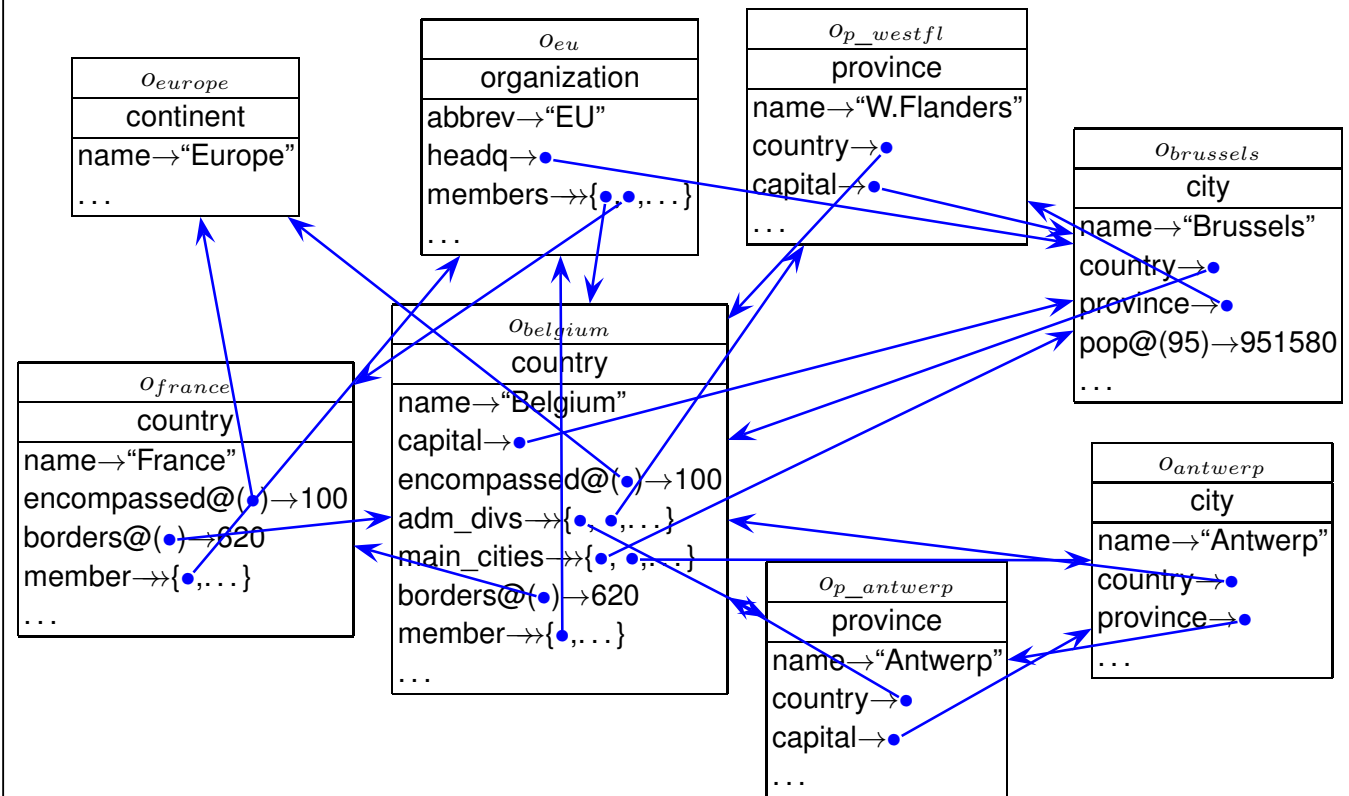 o_europe
continent
name→“Europe”
...
o_eu
organization
abbrev→“EU”
headq→•
members↠{•,•,...}
...
o_p_westfl
province
name→“W.Flanders”
country→•
capital→•
...
o_brussels
city
name→“Brussels”
country→•
province→•
pop@(95)→951580
...
o_france
country
name→“France”
encompassed@(•)→100
borders@(•)→620
member↠{•,...}
...
o_belgium
country
name→“Belgium”
capital→•
encompassed@(•)→100
adm_divs↠{•, •,...}
main_cities↠{•, •,...}
borders@(•)→620
member↠{•,...}
...
o_p_antwerp
province
name→“Antwerp”
country→•
capital→•
...
o_antwerp
city
name→“Antwerp”
country→•
province→•
...